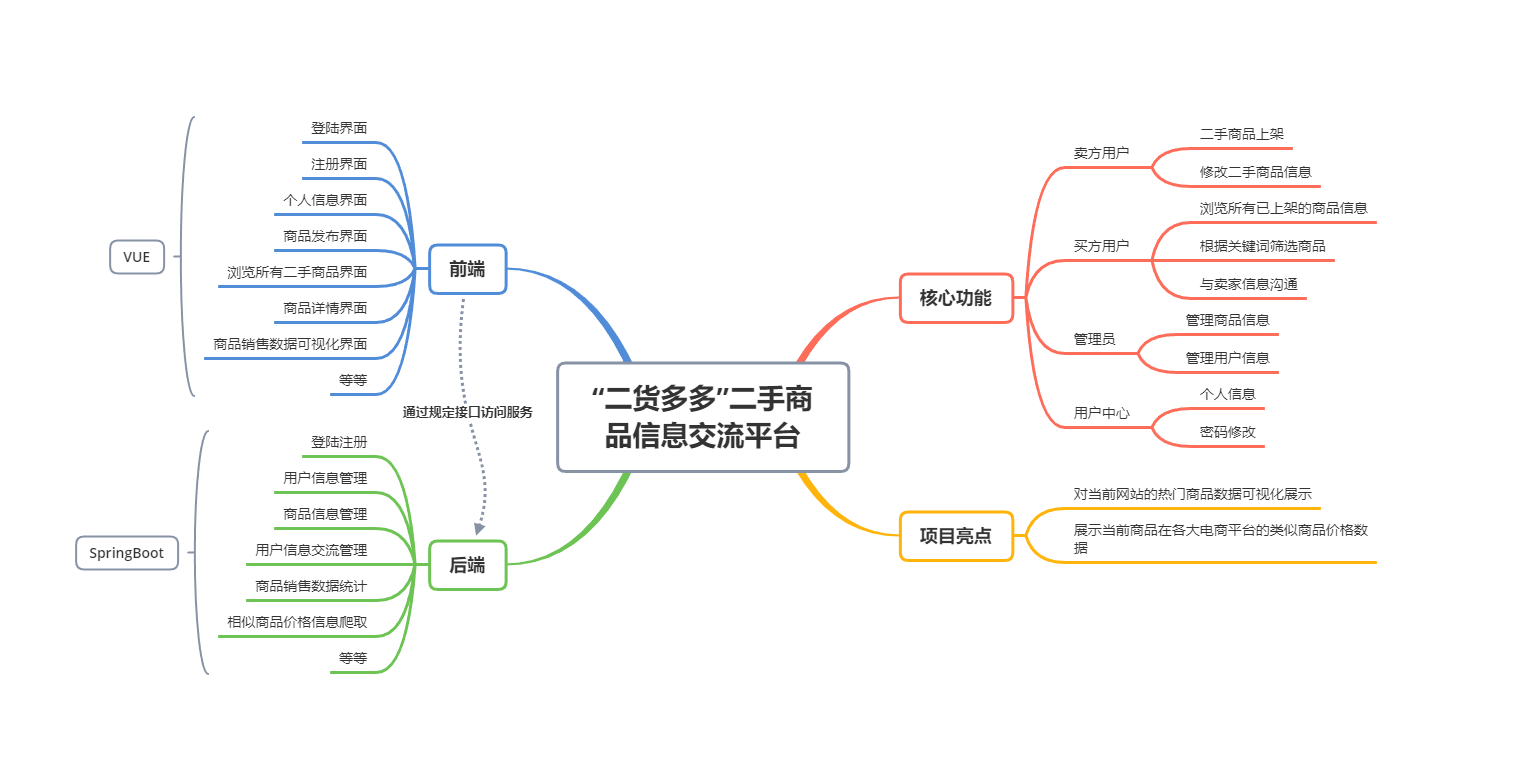 “二货多多”二手商
品信息交流平台
前端
登陆界面
注册界面
个人信息界面
商品发布界面
浏览所有二手商品界面
商品详情界面
商品销售数据可视化界面
等等
VUE
通过规定接口访问服务
后端
登陆注册
用户信息管理
商品信息管理
用户信息交流管理
商品销售数据统计
相似商品价格信息爬取
等等
SpringBoot
核心功能
卖方用户
二手商品上架
修改二手商品信息
买方用户
浏览所有已上架的商品信息
根据关键词筛选商品
与卖家信息沟通
管理员
管理商品信息
管理用户信息
用户中心
个人信息
密码修改
项目亮点
对当前网站的热门商品数据可视化展示
展示当前商品在各大电商平台的类似商品价格数
据